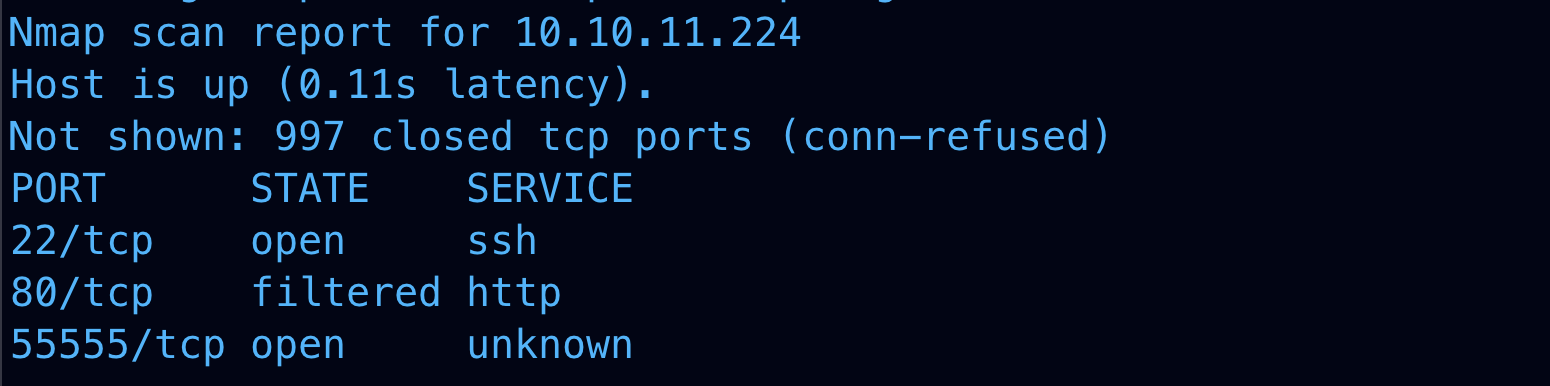 Nmap scan report for 10.10.11.224
Host is up (0.11s latency).
Not shown: 997 closed tcp ports (conn-refused)
PORT      STATE    SERVICE
22/tcp    open     ssh
80/tcp    filtered http
55555/tcp open     unknown